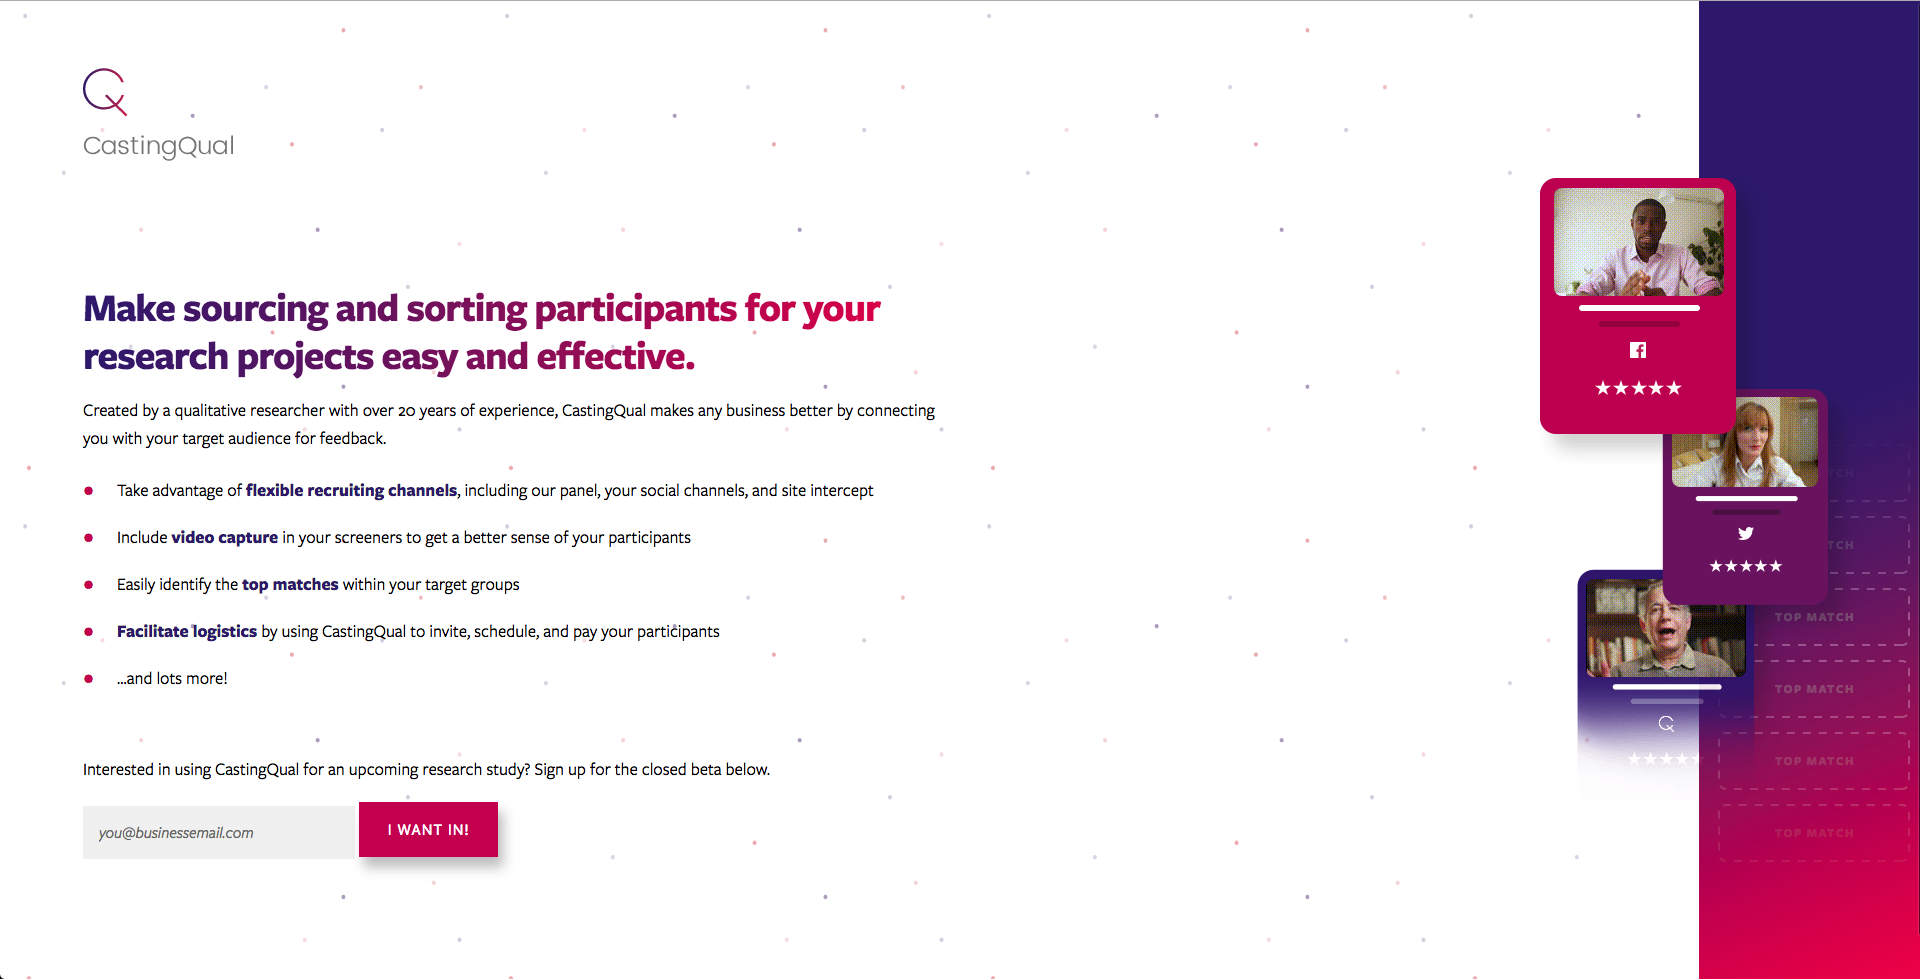 CastingQual
Make sourcing and sorting participants for your
research projects easy and effective.
Created by a qualitative researcher with over 20 years of experience, CastingQual makes any business better by connecting
you with your target audience for feedback.
Take advantage of flexible recruiting channels, including our panel, your social channels, and site intercept
Include video capture in your screeners to get a better sense of your participants
Easily identify the top matches within your target groups
Facilitate logistics by using CastingQual to invite, schedule, and pay your participants
...and lots more!
Interested in using CastingQual for an upcoming research study? Sign up for the closed beta below.
you@businessemail.com
I WANT IN!
TCH
TCH
TOP MATCH
TOP MATCH
TOP MATCH
TOP MATCH